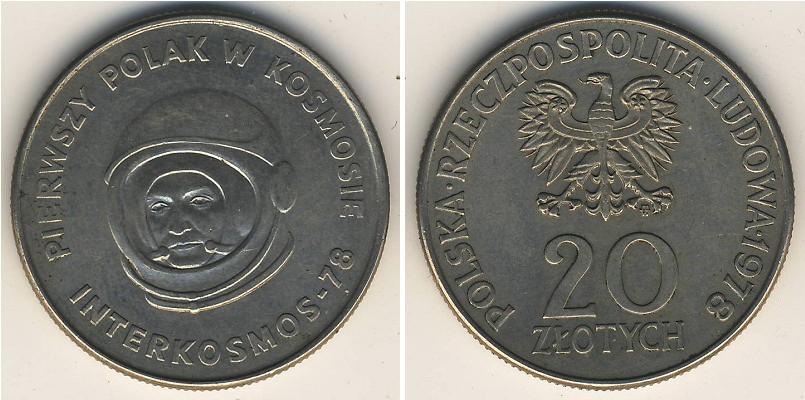 PIERWSZY POLAK W KOSMOSIE
INTERKOSMOS-78
POLSKA·RZECZPOSPOLITA·LUDOWA·1978
20
ZŁOTYCH